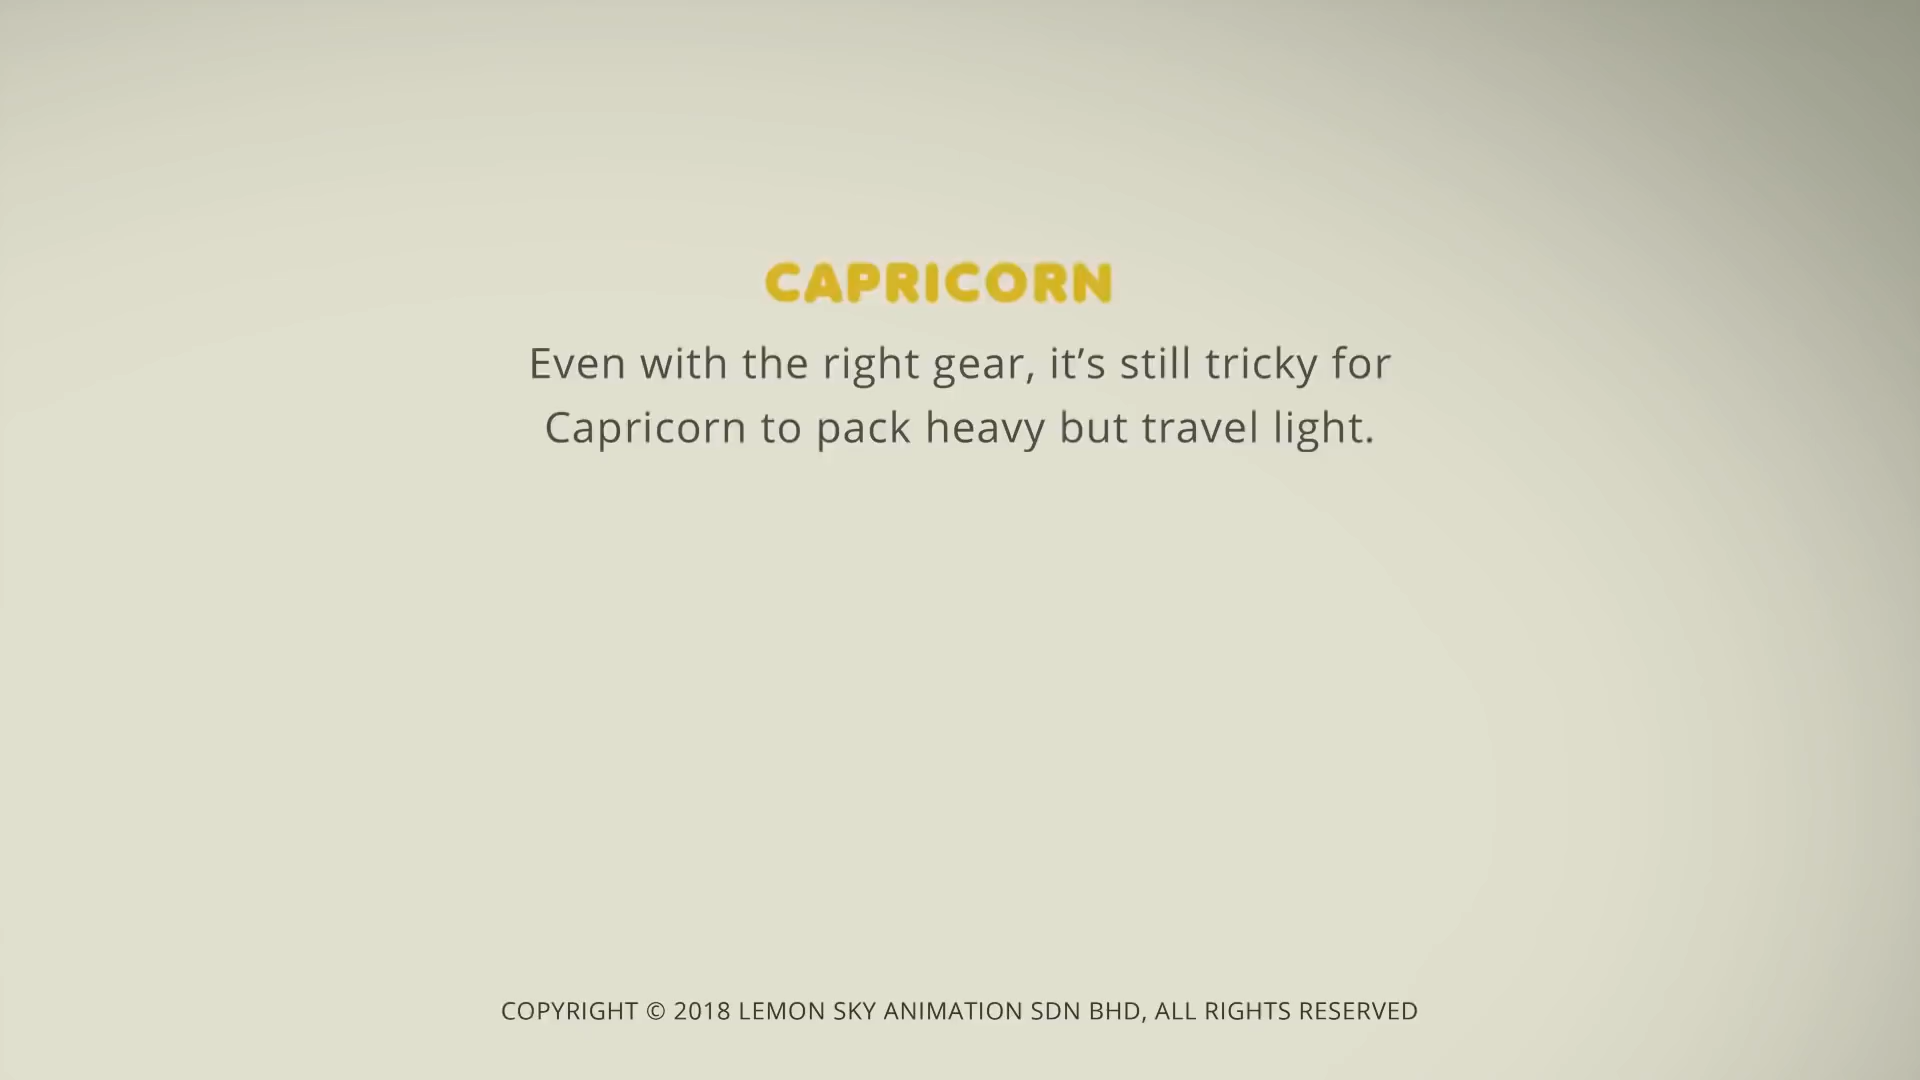 CAPRICORN
Even with the right gear, it’s still tricky for
Capricorn to pack heavy but travel light.
COPYRIGHT © 2018 LEMON SKY ANIMATION SDN BHD, ALL RIGHTS RESERVED